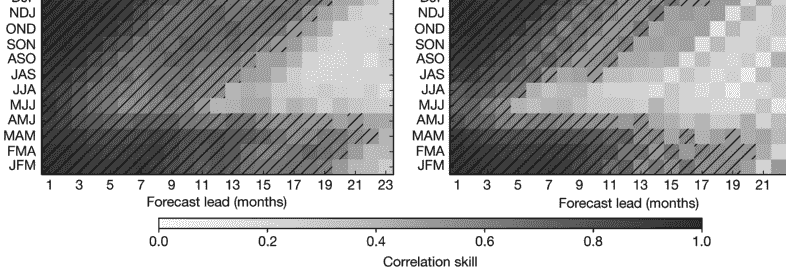 DJF DJF
NDJ NDJ
OND OND
SON SON
ASO ASO
JAS JAS
JJA JJA
MJJ MJJ
AMJ AMJ
MAM MAM
FMA FMA
JFM JFM
1 3 5 7 9 11 13 15 17 19 21 23 1 3 5 7 9 11 13 15 17 19 21
Forecast lead (months) Forecast lead (months)
0.0 0.2 0.4 0.6 0.8 1.0
Correlation skill